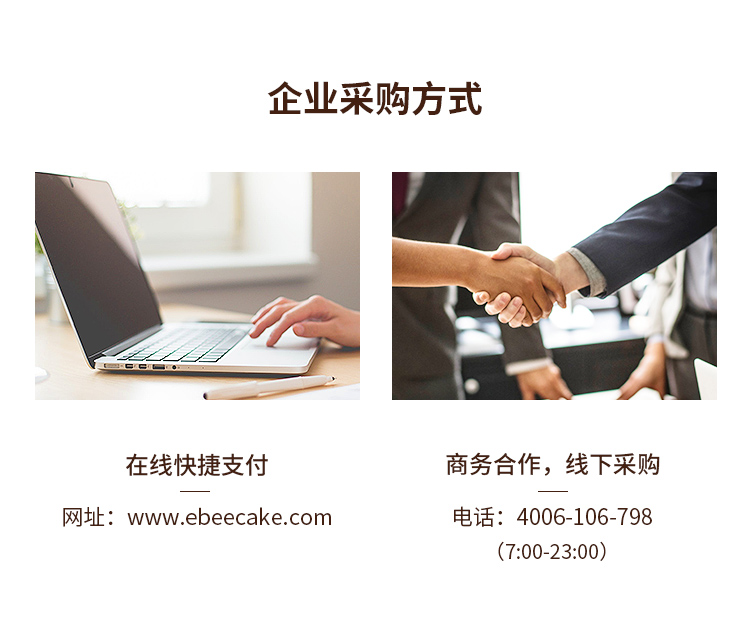 企业采购方式
在线快捷支付
网址：www.ebeecake.com
商务合作，线下采购
电话：4006-106-798
（7:00-23:00）